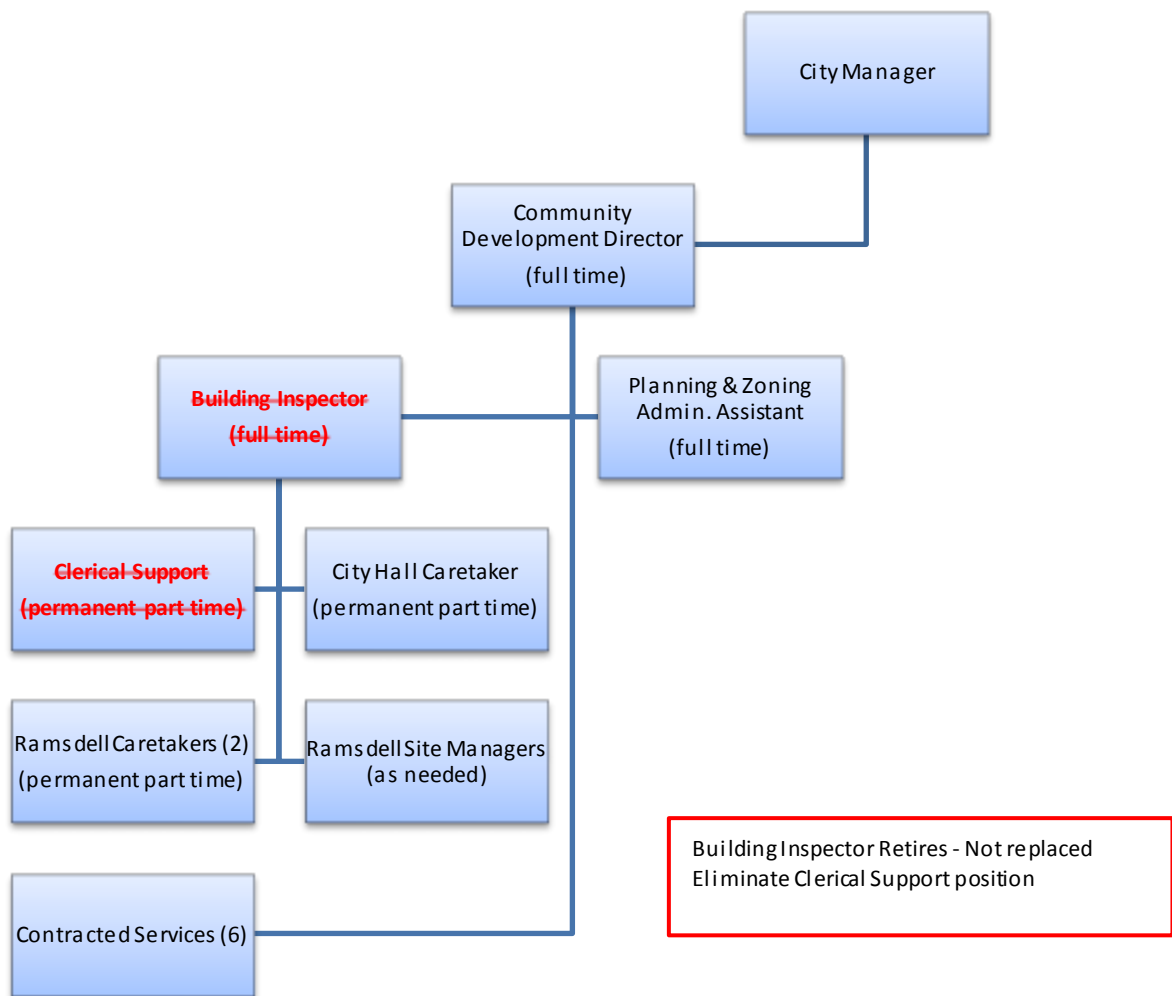 City Manager
Community
Development Director
(full time)
Building Inspector
(full time)
Planning & Zoning
Admin. Assistant
(full time)
Clerical Support
(permanent part time)
City Hall Caretaker
(permanent part time)
Ramsdell Caretakers (2)
(permanent part time)
Ramsdell Site Managers
(as needed)
Building Inspector Retires - Not replaced
Eliminate Clerical Support position
Contracted Services (6)